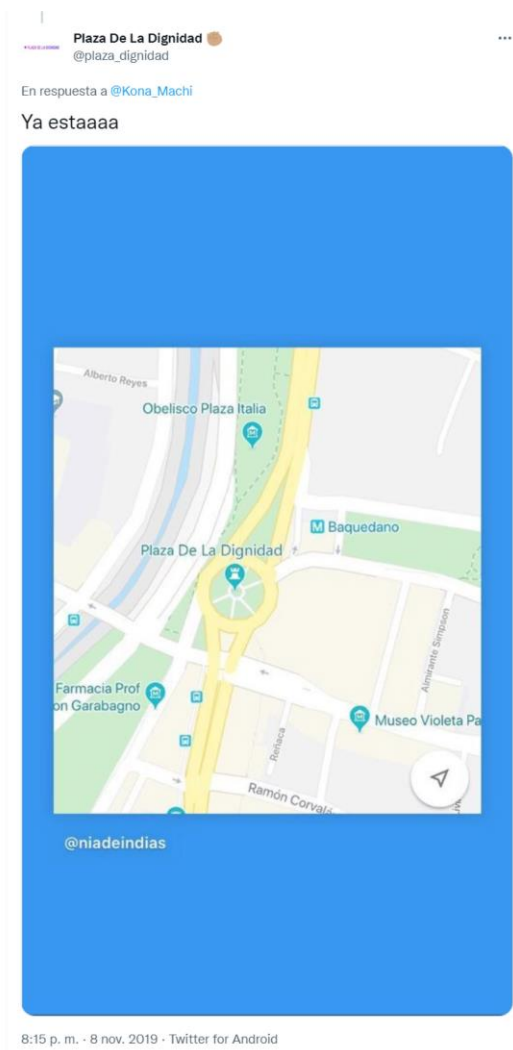 Plaza De La Dignidad ✊🏽
@plaza_dignidad
En respuesta a @Kona_Machi
Ya estaaaa
Alberto Reyes
Obelisco Plaza Italia
M Baquedano
Plaza De La Dignidad
Almirante Simpson
Farmacia Prof
on Garabagno
Museo Violeta Pa
Reñaca
Ramón Corvalá
@niadeindias
8:15 p. m. · 8 nov. 2019 · Twitter for Android